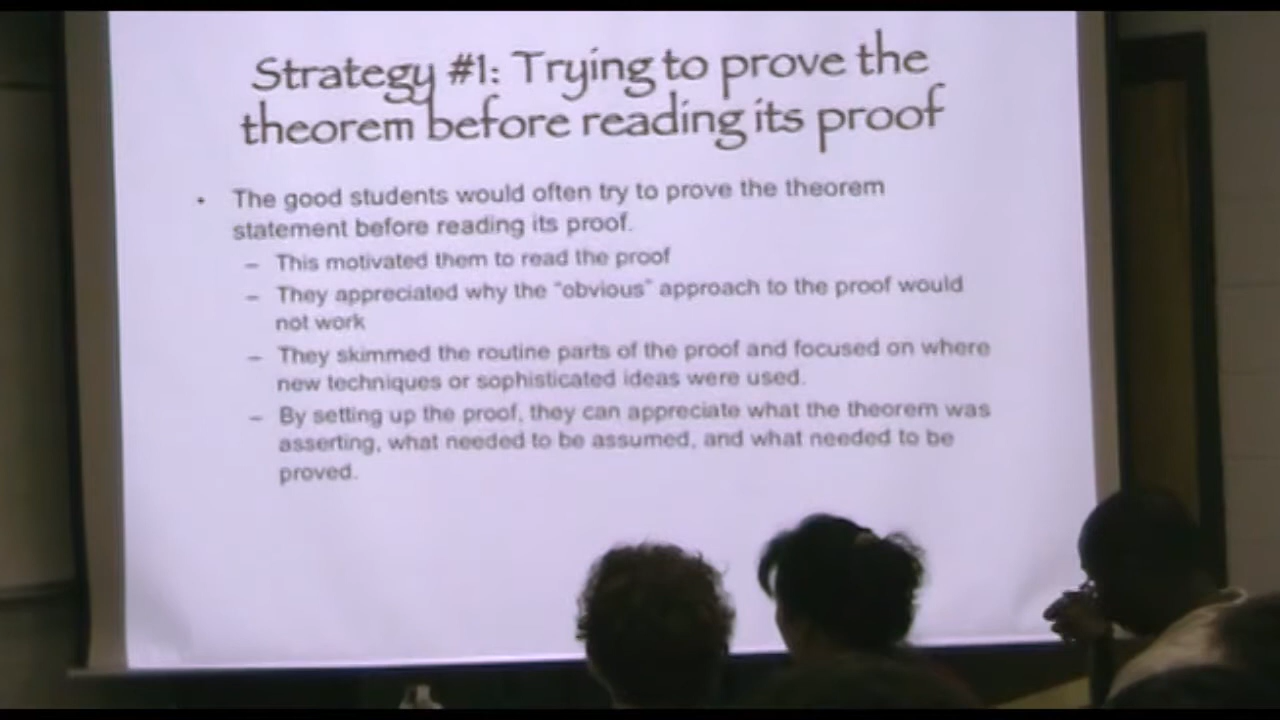 Strategy #1: Trying to prove the
theorem before reading its proof
• The good students would often try to prove the theorem
statement before reading its proof.
– This motivated them to read the proof
– They appreciated why the "obvious" approach to the proof would
not work
– They skimmed the routine parts of the proof and focused on where
new techniques or sophisticated ideas were used.
– By setting up the proof, they can appreciate what the theorem was
asserting, what needed to be assumed, and what needed to be
proved.